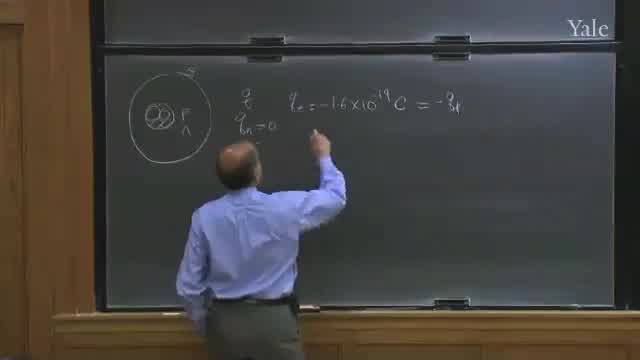 Yale
q q_e = -1.6 × 10^-19 C = -q_p
q_n = 0
P
n